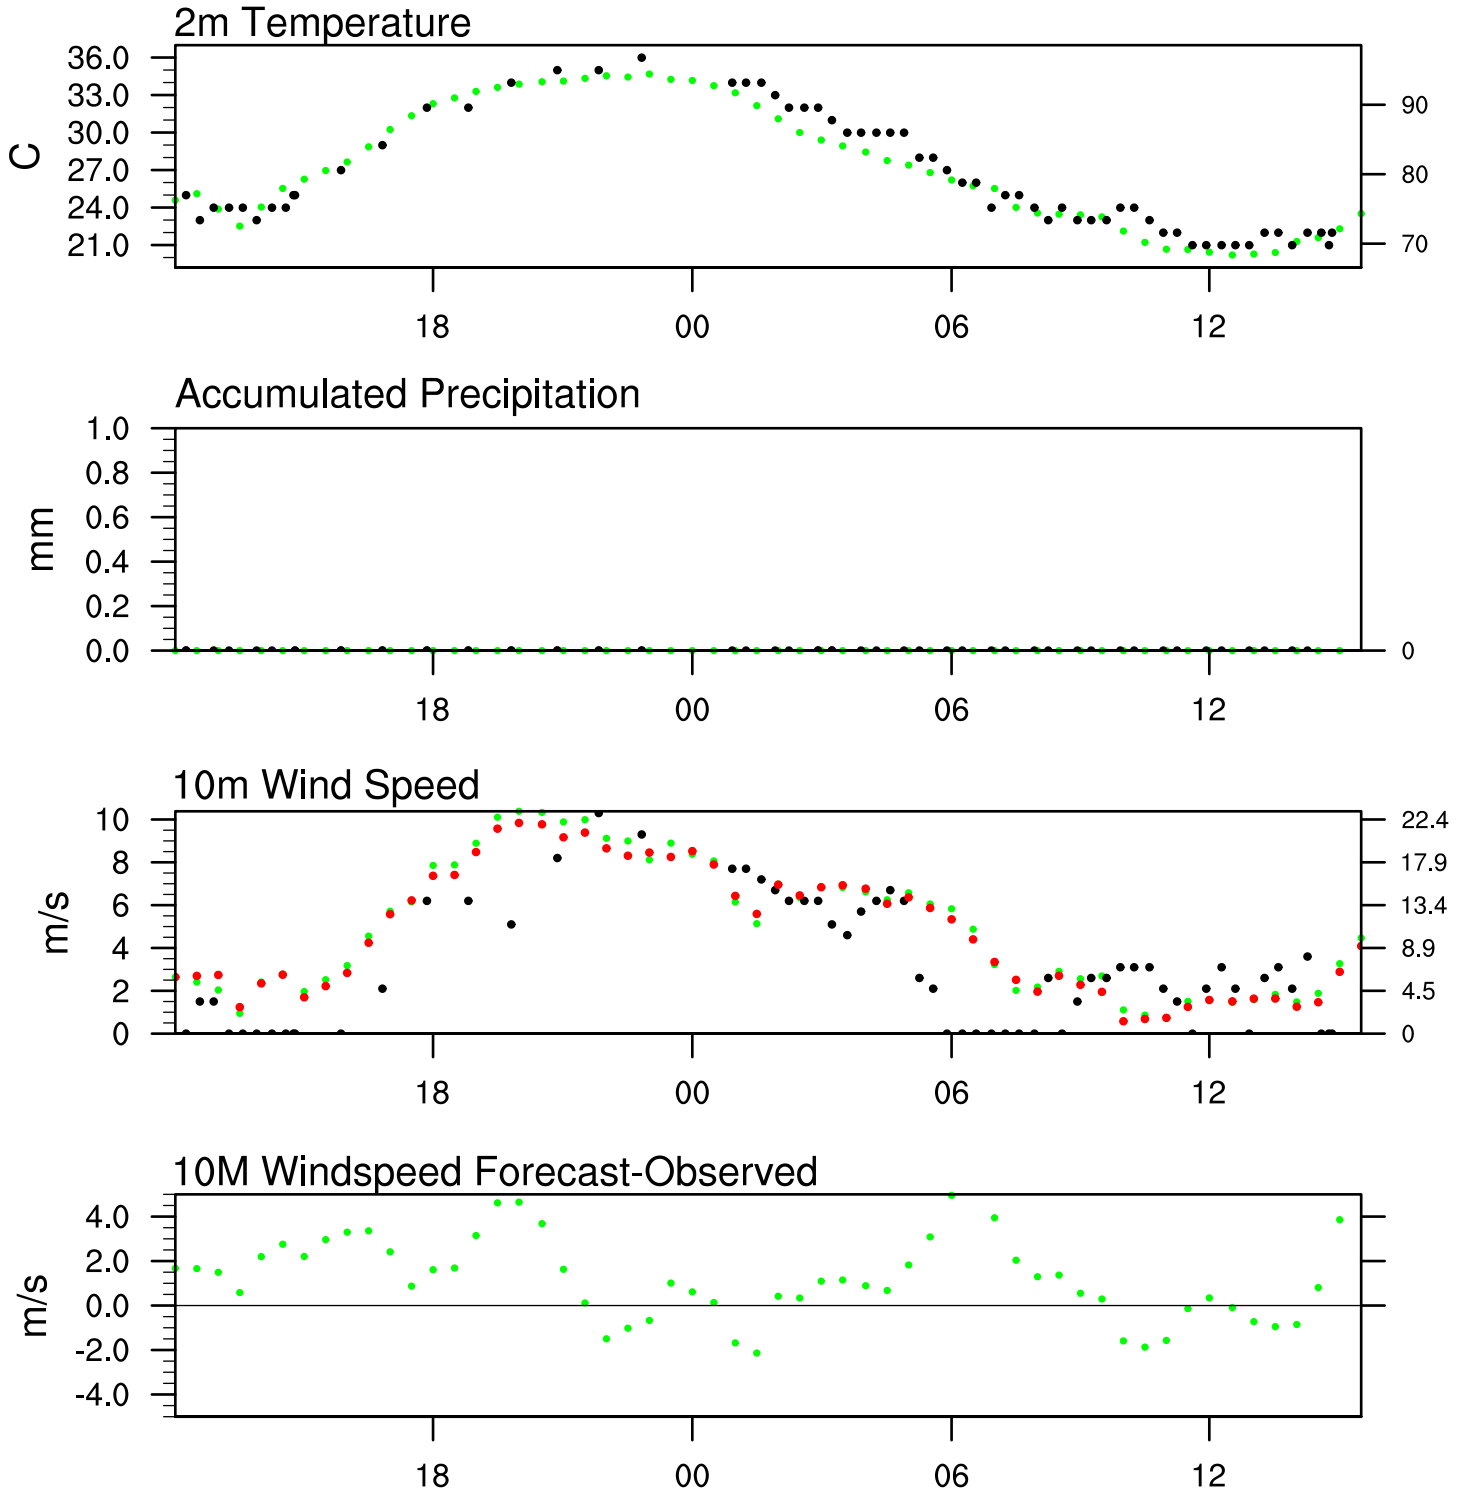 2m Temperature
36.0
33.0
90
30.0
C
27.0
80
24.0
21.0
70
18 00 06 12
Accumulated Precipitation
1.0
0.8
0.6
mm
0.4
0.2
0.0 0
18 00 06 12
10m Wind Speed
10 22.4
8 17.9
6 13.4
m/s
4 8.9
2 4.5
0 0
18 00 06 12
10M Windspeed Forecast-Observed
4.0
2.0
m/s
0.0
-2.0
-4.0
18 00 06 12